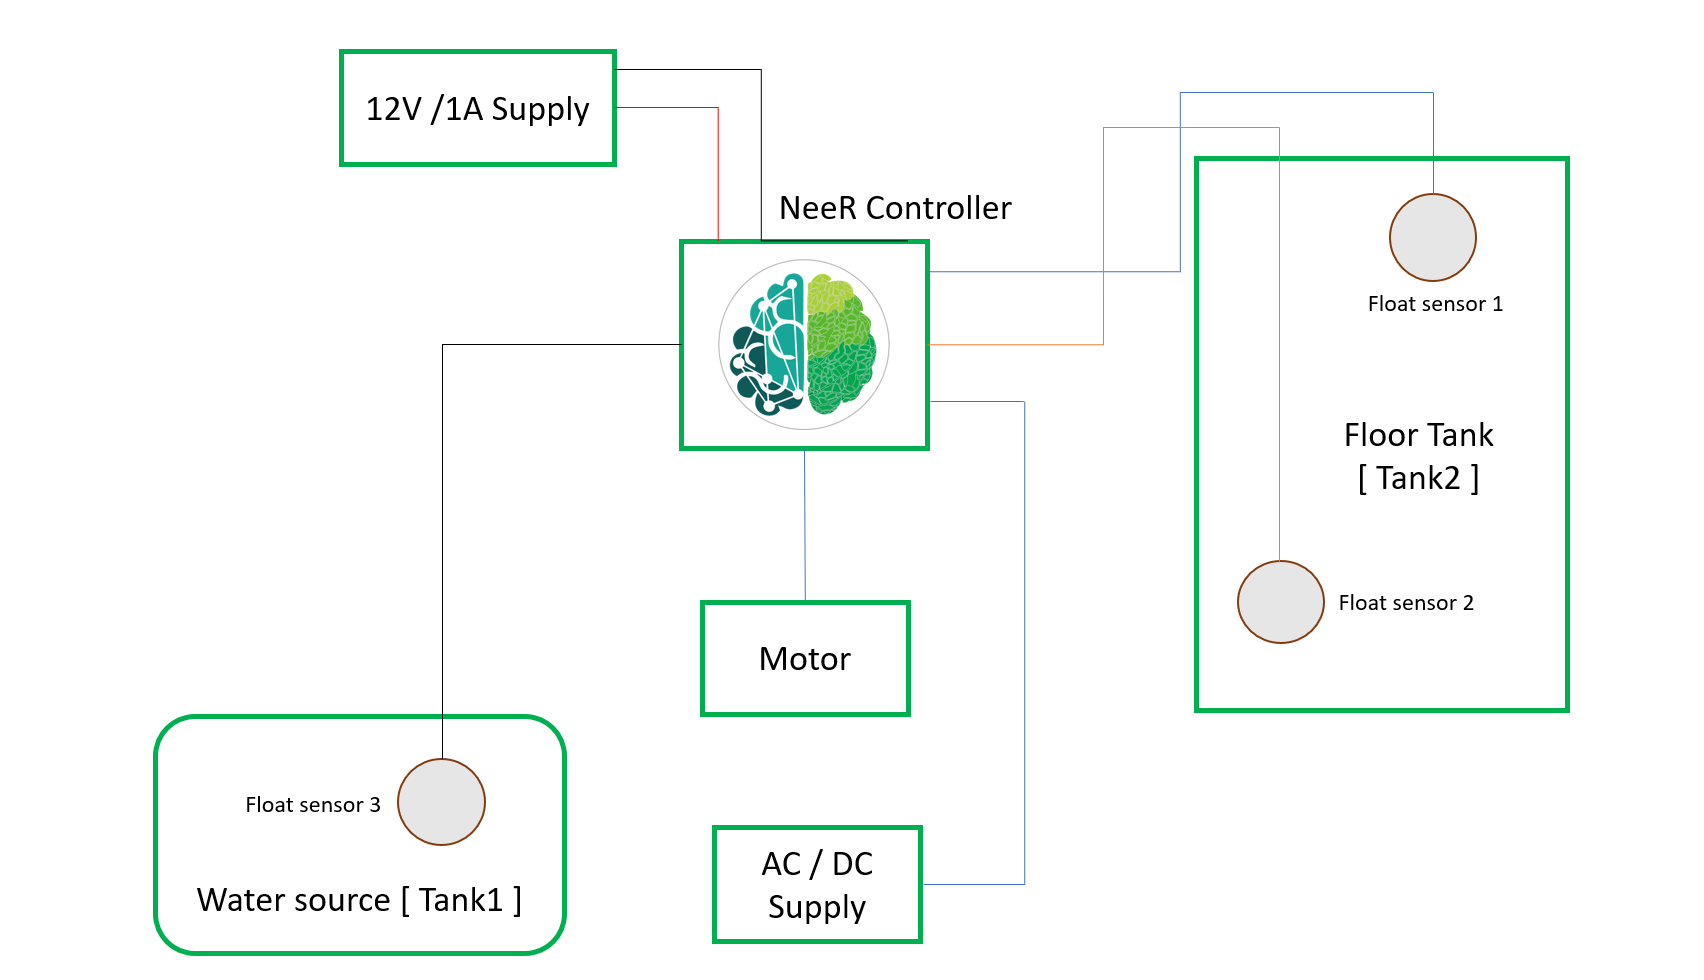 12V /1A Supply
NeeR Controller
Float sensor 1
Floor Tank
[ Tank2 ]
Float sensor 2
Motor
Float sensor 3
Water source [ Tank1 ]
AC / DC
Supply